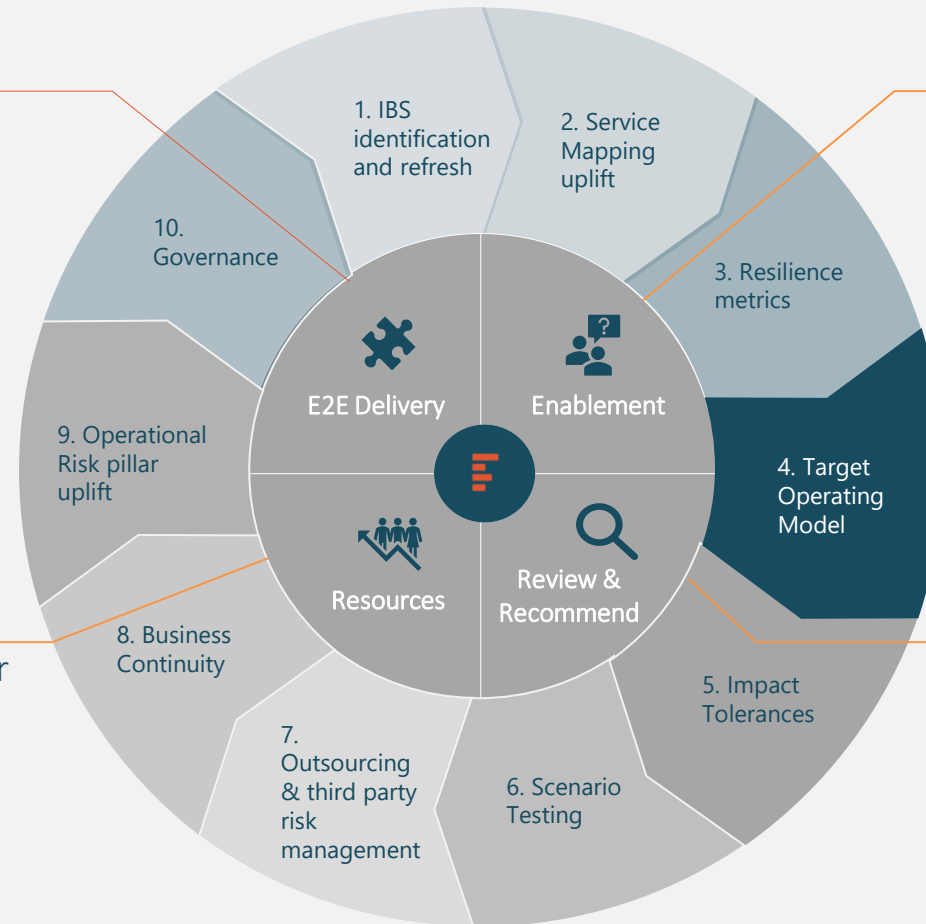 1. IBS
identification
and refresh
2. Service
Mapping
uplift
3. Resilience
metrics
4. Target
Operating
Model
5. Impact
Tolerances
6. Scenario
Testing
7.
Outsourcing
& third party
risk
management
8. Business
Continuity
9. Operational
Risk pillar
uplift
10.
Governance
E2E Delivery
?
Enablement
Resources
Review &
Recommend